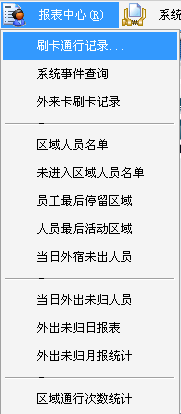 报表中心(R) 系统
刷卡通行记录...
系统事件查询
外来卡刷卡记录
区域人员名单
未进入区域人员名单
员工最后停留区域
人员最后活动区域
当日外宿未出人员
当日外出未归人员
外出未归日报表
外出未归月报统计
区域通行次数统计